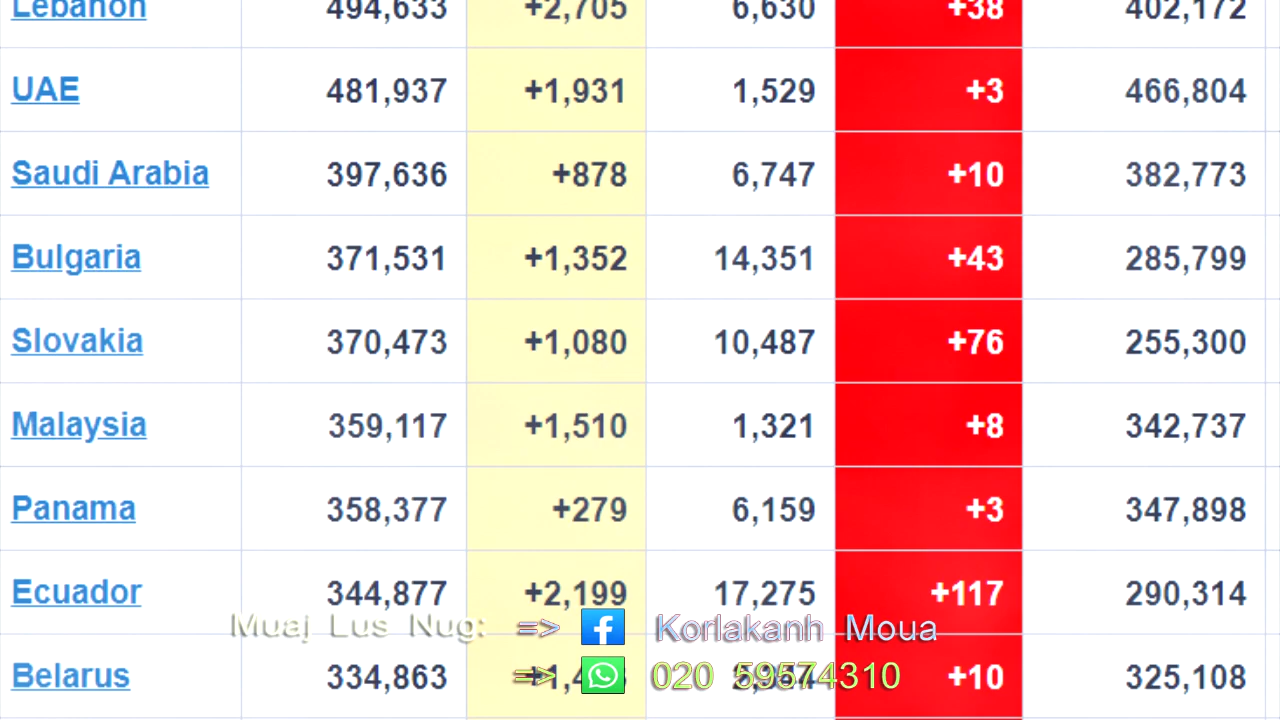 Lebanon 494,633 +2,705 6,630 +38 402,172
UAE 481,937 +1,931 1,529 +3 466,804
Saudi Arabia 397,636 +878 6,747 +10 382,773
Bulgaria 371,531 +1,352 14,351 +43 285,799
Slovakia 370,473 +1,080 10,487 +76 255,300
Malaysia 359,117 +1,510 1,321 +8 342,737
Panama 358,377 +279 6,159 +3 347,898
Ecuador 344,877 +2,199 17,275 +117 290,314
Muaj Lus Nug: => Korlakanh Moua
Belarus 334,863 +10 325,108
=> 020 59574310